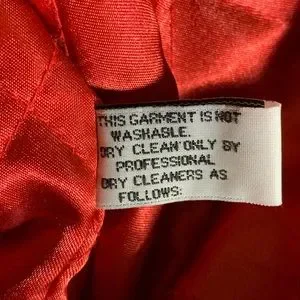 THIS GARMENT IS NOT
WASHABLE.
DRY CLEAN ONLY BY
PROFESSIONAL
DRY CLEANERS AS
FOLLOWS: